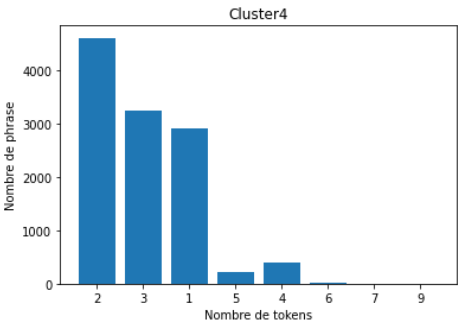 Cluster4
Nombre de phrase
4000
3000
2000
1000
0
2 3 1 5 4 6 7 9
Nombre de tokens